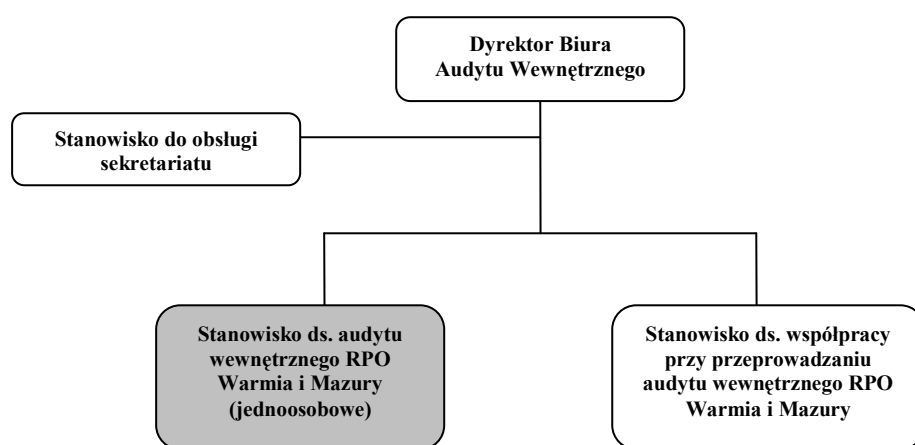 Dyrektor Biura
Audytu Wewnętrznego
Stanowisko do obsługi
sekretariatu
Stanowisko ds. audytu
wewnętrznego RPO
Warmia i Mazury
(jednoosobowe)
Stanowisko ds. współpracy
przy przeprowadzaniu
audytu wewnętrznego RPO
Warmia i Mazury